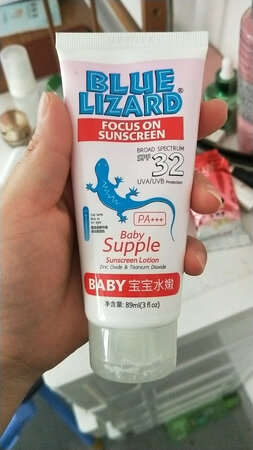 BLUE
LIZARD®
FOCUS ON
SUNSCREEN
BROAD SPECTRUM
SPF 32
UVA/UVB Protection
PA+++
Baby
Supple
Sunscreen Lotion
Zinc Oxide & Titanium Dioxide
BABY 宝宝水嫩
净含量: 89ml(3 fl oz)